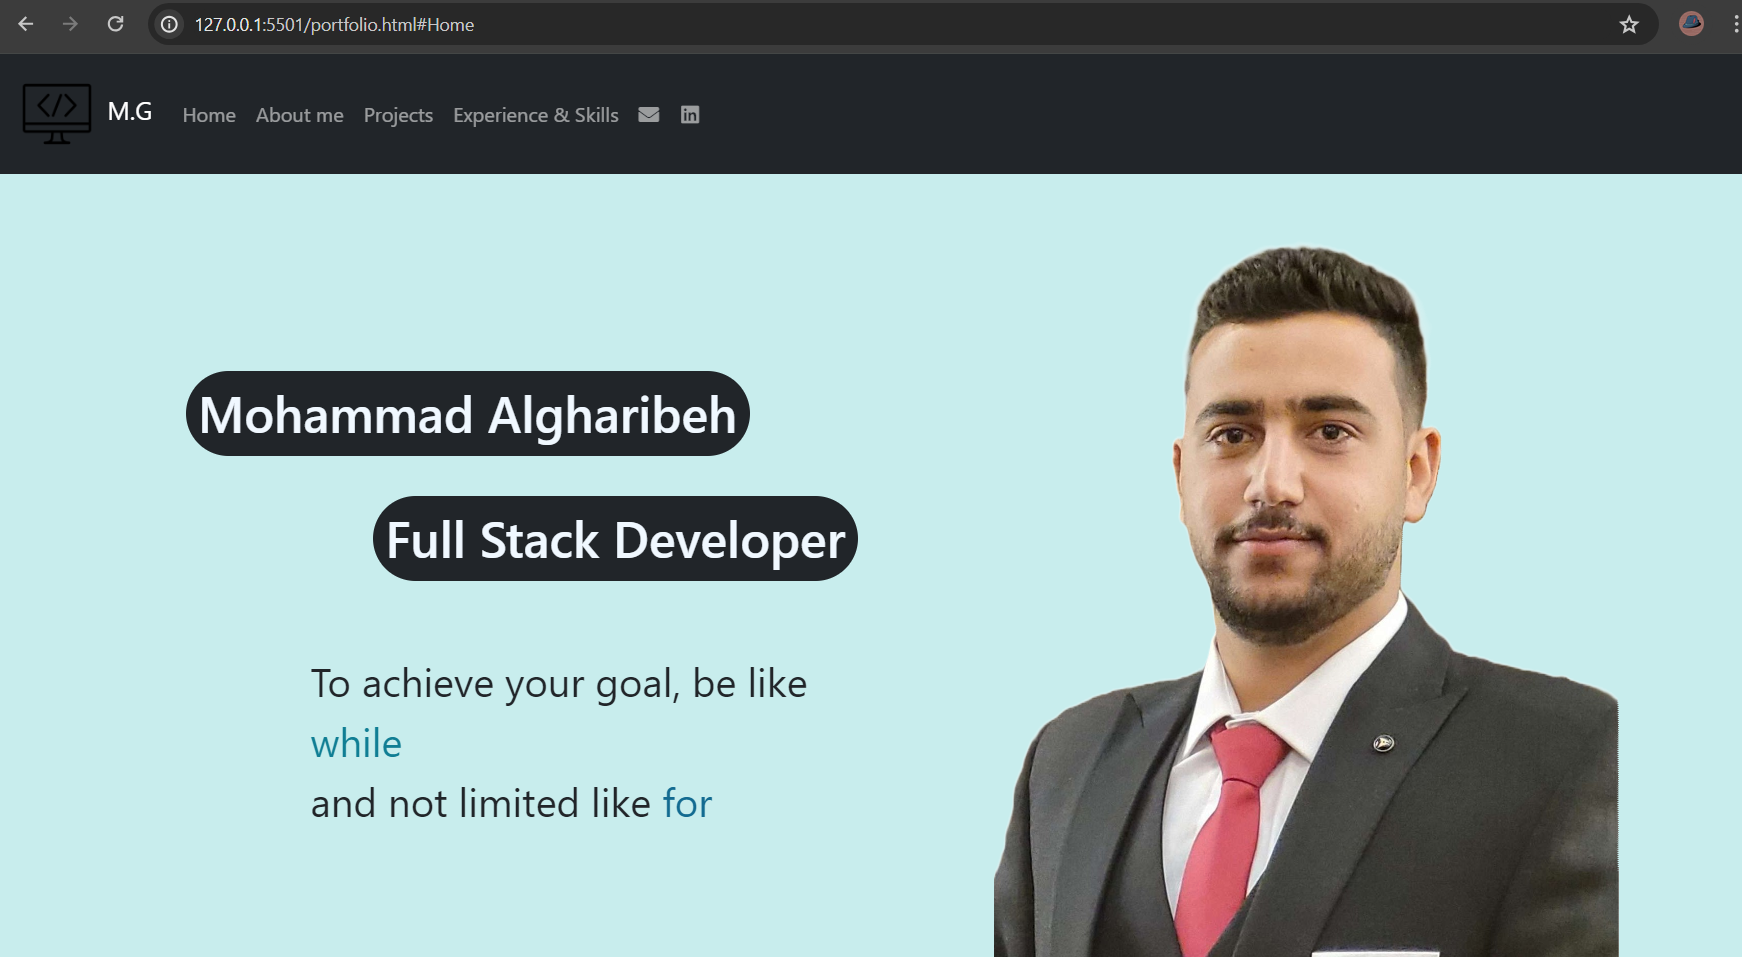 127.0.0.1:5501/portfolio.html#Home
</> M.G Home About me Projects Experience & Skills in
Mohammad Algharibeh
Full Stack Developer
To achieve your goal, be like
while
and not limited like for